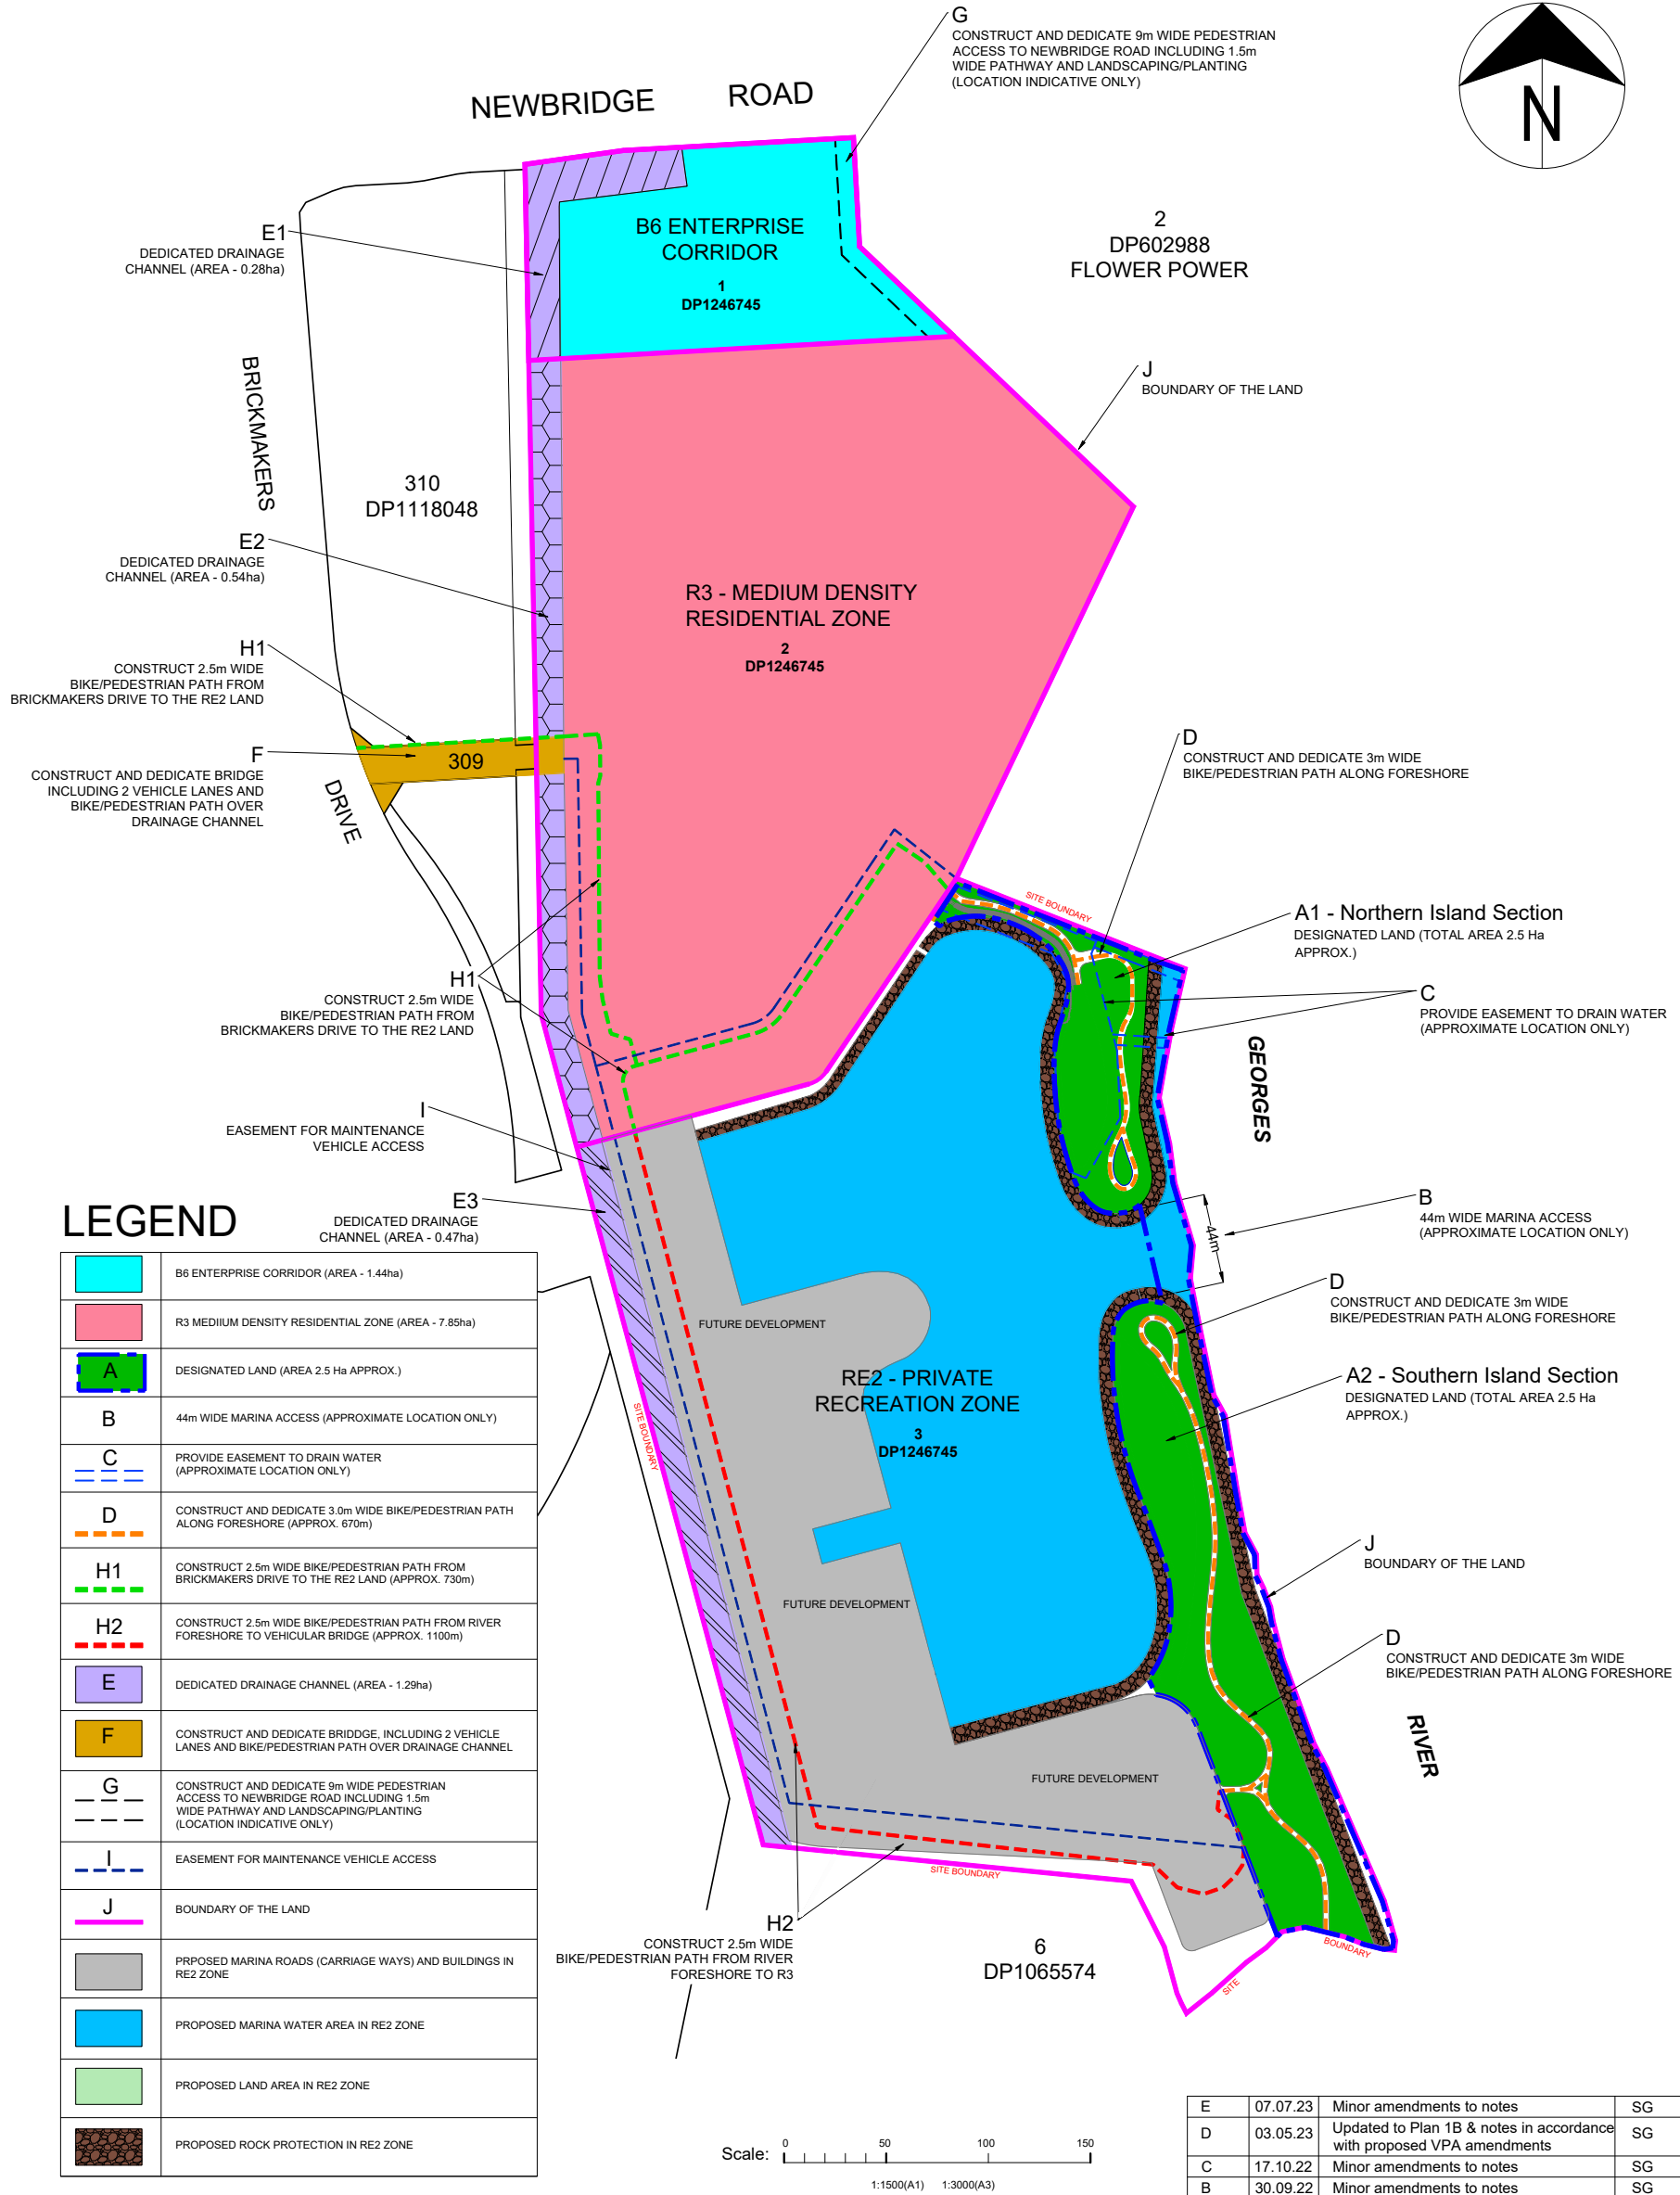 G
CONSTRUCT AND DEDICATE 9m WIDE PEDESTRIAN
ACCESS TO NEWBRIDGE ROAD INCLUDING 1.5m
WIDE PATHWAY AND LANDSCAPING/PLANTING
(LOCATION INDICATIVE ONLY)
N
NEWBRIDGE ROAD
E1
DEDICATED DRAINAGE
CHANNEL (AREA - 0.28ha)
B6 ENTERPRISE
CORRIDOR
1
DP1246745
2
DP602988
FLOWER POWER
J
BOUNDARY OF THE LAND
BRICKMAKERS
310
DP1118048
E2
DEDICATED DRAINAGE
CHANNEL (AREA - 0.54ha)
R3 - MEDIUM DENSITY
RESIDENTIAL ZONE
2
DP1246745
H1
CONSTRUCT 2.5m WIDE
BIKE/PEDESTRIAN PATH FROM
BRICKMAKERS DRIVE TO THE RE2 LAND
F
CONSTRUCT AND DEDICATE BRIDGE
INCLUDING 2 VEHICLE LANES AND
BIKE/PEDESTRIAN PATH OVER
DRAINAGE CHANNEL
309
DRIVE
D
CONSTRUCT AND DEDICATE 3m WIDE
BIKE/PEDESTRIAN PATH ALONG FORESHORE
SITE BOUNDARY
A1 - Northern Island Section
DESIGNATED LAND (TOTAL AREA 2.5 Ha
APPROX.)
H1
CONSTRUCT 2.5m WIDE
BIKE/PEDESTRIAN PATH FROM
BRICKMAKERS DRIVE TO THE RE2 LAND
C
PROVIDE EASEMENT TO DRAIN WATER
(APPROXIMATE LOCATION ONLY)
GEORGES
I
EASEMENT FOR MAINTENANCE
VEHICLE ACCESS
E3
DEDICATED DRAINAGE
CHANNEL (AREA - 0.47ha)
B
44m WIDE MARINA ACCESS
(APPROXIMATE LOCATION ONLY)
44m
D
CONSTRUCT AND DEDICATE 3m WIDE
BIKE/PEDESTRIAN PATH ALONG FORESHORE
FUTURE DEVELOPMENT
RE2 - PRIVATE
RECREATION ZONE
3
DP1246745
A2 - Southern Island Section
DESIGNATED LAND (TOTAL AREA 2.5 Ha
APPROX.)
SITE BOUNDARY
FUTURE DEVELOPMENT
J
BOUNDARY OF THE LAND
D
CONSTRUCT AND DEDICATE 3m WIDE
BIKE/PEDESTRIAN PATH ALONG FORESHORE
RIVER
FUTURE DEVELOPMENT
SITE BOUNDARY
H2
CONSTRUCT 2.5m WIDE
BIKE/PEDESTRIAN PATH FROM RIVER
FORESHORE TO R3
6
DP1065574
SITE
BOUNDARY
LEGEND
B6 ENTERPRISE CORRIDOR (AREA - 1.44ha)
R3 MEDIIUM DENSITY RESIDENTIAL ZONE (AREA - 7.85ha)
A
DESIGNATED LAND (AREA 2.5 Ha APPROX.)
B
44m WIDE MARINA ACCESS (APPROXIMATE LOCATION ONLY)
C
PROVIDE EASEMENT TO DRAIN WATER
(APPROXIMATE LOCATION ONLY)
D
CONSTRUCT AND DEDICATE 3.0m WIDE BIKE/PEDESTRIAN PATH
ALONG FORESHORE (APPROX. 670m)
H1
CONSTRUCT 2.5m WIDE BIKE/PEDESTRIAN PATH FROM
BRICKMAKERS DRIVE TO THE RE2 LAND (APPROX. 730m)
H2
CONSTRUCT 2.5m WIDE BIKE/PEDESTRIAN PATH FROM RIVER
FORESHORE TO VEHICULAR BRIDGE (APPROX. 1100m)
E
DEDICATED DRAINAGE CHANNEL (AREA - 1.29ha)
F
CONSTRUCT AND DEDICATE BRIDDGE, INCLUDING 2 VEHICLE
LANES AND BIKE/PEDESTRIAN PATH OVER DRAINAGE CHANNEL
G
CONSTRUCT AND DEDICATE 9m WIDE PEDESTRIAN
ACCESS TO NEWBRIDGE ROAD INCLUDING 1.5m
WIDE PATHWAY AND LANDSCAPING/PLANTING
(LOCATION INDICATIVE ONLY)
I
EASEMENT FOR MAINTENANCE VEHICLE ACCESS
J
BOUNDARY OF THE LAND
PRPOSED MARINA ROADS (CARRIAGE WAYS) AND BUILDINGS IN
RE2 ZONE
PROPOSED MARINA WATER AREA IN RE2 ZONE
PROPOSED LAND AREA IN RE2 ZONE
PROPOSED ROCK PROTECTION IN RE2 ZONE
Scale: 0 50 100 150
1:1500(A1) 1:3000(A3)
E 07.07.23 Minor amendments to notes SG
D 03.05.23 Updated to Plan 1B & notes in accordance
with proposed VPA amendments SG
C 17.10.22 Minor amendments to notes SG
B 30.09.22 Minor amendments to notes SG